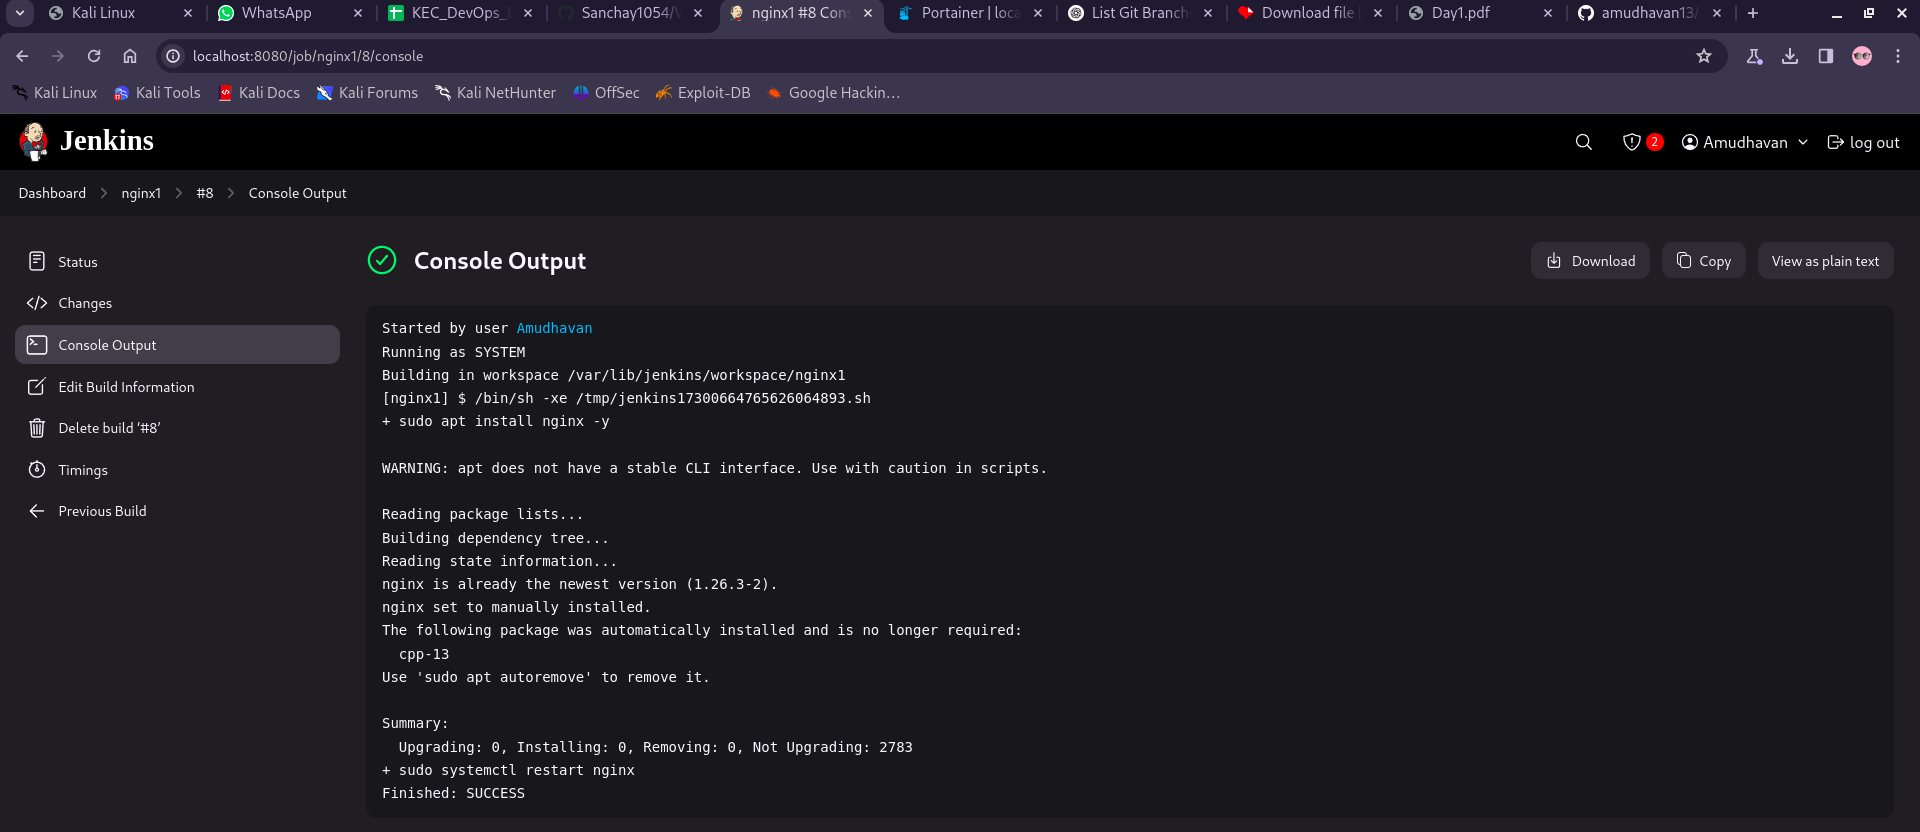 Kali Linux
WhatsApp
KEC_DevOps_
Sanchay1054/
nginx1 #8 Cons
Portainer | loca
List Git Branch
Download file
Day1.pdf
amudhavan13/
localhost:8080/job/nginx1/8/console
Kali Linux
Kali Tools
Kali Docs
Kali Forums
Kali NetHunter
OffSec
Exploit-DB
Google Hackin…
Jenkins
2
Amudhavan
log out
Dashboard
nginx1
#8
Console Output
Status
Changes
Console Output
Edit Build Information
Delete build ‘#8’
Timings
Previous Build
Console Output
Download
Copy
View as plain text
Started by user Amudhavan
Running as SYSTEM
Building in workspace /var/lib/jenkins/workspace/nginx1
[nginx1] $ /bin/sh -xe /tmp/jenkins17300664765626064893.sh
+ sudo apt install nginx -y
WARNING: apt does not have a stable CLI interface. Use with caution in scripts.
Reading package lists...
Building dependency tree...
Reading state information...
nginx is already the newest version (1.26.3-2).
nginx set to manually installed.
The following package was automatically installed and is no longer required:
cpp-13
Use 'sudo apt autoremove' to remove it.
Summary:
Upgrading: 0, Installing: 0, Removing: 0, Not Upgrading: 2783
+ sudo systemctl restart nginx
Finished: SUCCESS